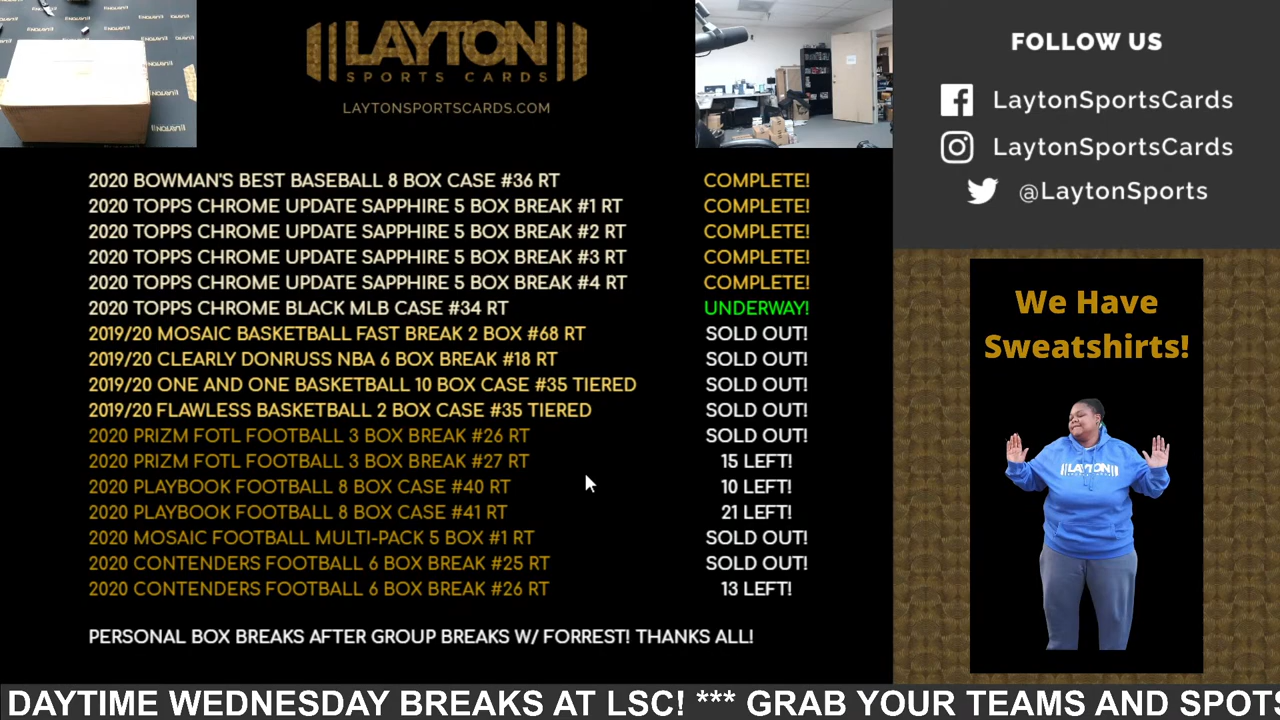 LAYTON
SPORTS CARDS
LAYTONSPORTSCARDS.COM
FOLLOW US
LaytonSportsCards
LaytonSportsCards
@LaytonSports
2020 BOWMAN'S BEST BASEBALL 8 BOX CASE #36 RT COMPLETE!
2020 TOPPS CHROME UPDATE SAPPHIRE 5 BOX BREAK #1 RT COMPLETE!
2020 TOPPS CHROME UPDATE SAPPHIRE 5 BOX BREAK #2 RT COMPLETE!
2020 TOPPS CHROME UPDATE SAPPHIRE 5 BOX BREAK #3 RT COMPLETE!
2020 TOPPS CHROME UPDATE SAPPHIRE 5 BOX BREAK #4 RT COMPLETE!
2020 TOPPS CHROME BLACK MLB CASE #34 RT UNDERWAY!
2019/20 MOSAIC BASKETBALL FAST BREAK 2 BOX #68 RT SOLD OUT!
2019/20 CLEARLY DONRUSS NBA 6 BOX BREAK #18 RT SOLD OUT!
2019/20 ONE AND ONE BASKETBALL 10 BOX CASE #35 TIERED SOLD OUT!
2019/20 FLAWLESS BASKETBALL 2 BOX CASE #35 TIERED SOLD OUT!
2020 PRIZM FOTL FOOTBALL 3 BOX BREAK #26 RT SOLD OUT!
2020 PRIZM FOTL FOOTBALL 3 BOX BREAK #27 RT 15 LEFT!
2020 PLAYBOOK FOOTBALL 8 BOX CASE #40 RT 10 LEFT!
2020 PLAYBOOK FOOTBALL 8 BOX CASE #41 RT 21 LEFT!
2020 MOSAIC FOOTBALL MULTI-PACK 5 BOX #1 RT SOLD OUT!
2020 CONTENDERS FOOTBALL 6 BOX BREAK #25 RT SOLD OUT!
2020 CONTENDERS FOOTBALL 6 BOX BREAK #26 RT 13 LEFT!
PERSONAL BOX BREAKS AFTER GROUP BREAKS W/ FORREST! THANKS ALL!
We Have
Sweatshirts!
LAYTON
DAYTIME WEDNESDAY BREAKS AT LSC! *** GRAB YOUR TEAMS AND SPOTS